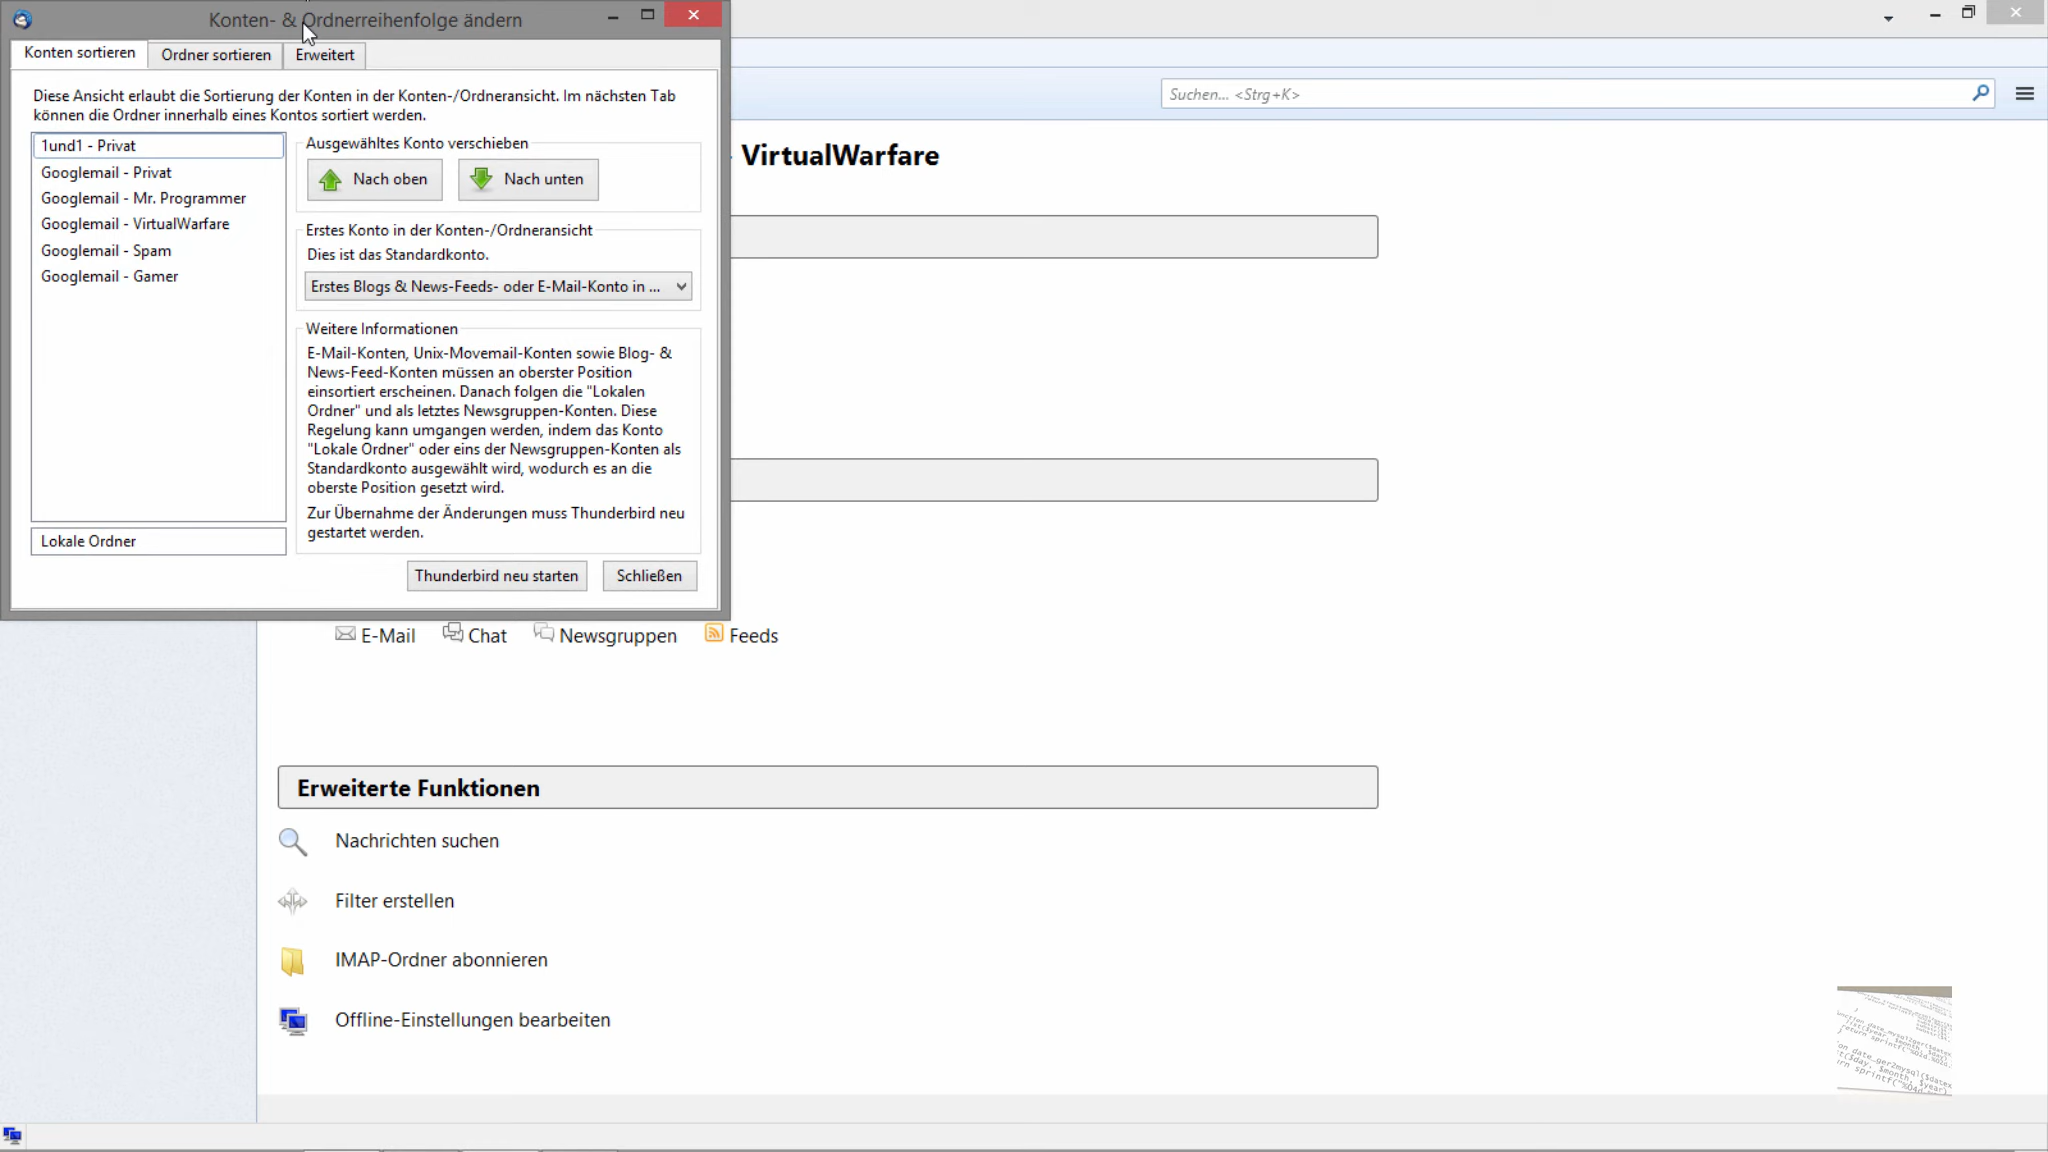 Konten- & Ordnerreihenfolge ändern
Konten sortieren
Ordner sortieren
Erweitert
Diese Ansicht erlaubt die Sortierung der Konten in der Konten-/Ordneransicht. Im nächsten Tab
können die Ordner innerhalb eines Kontos sortiert werden.
1und1 - Privat
Googlemail - Privat
Googlemail - Mr. Programmer
Googlemail - VirtualWarfare
Googlemail - Spam
Googlemail - Gamer
Lokale Ordner
Ausgewähltes Konto verschieben
Nach oben
Nach unten
Erstes Konto in der Konten-/Ordneransicht
Dies ist das Standardkonto.
Erstes Blogs & News-Feeds- oder E-Mail-Konto in ...
Weitere Informationen
E-Mail-Konten, Unix-Movemail-Konten sowie Blog- &
News-Feed-Konten müssen an oberster Position
einsortiert erscheinen. Danach folgen die "Lokalen
Ordner" und als letztes Newsgruppen-Konten. Diese
Regelung kann umgangen werden, indem das Konto
"Lokale Ordner" oder eins der Newsgruppen-Konten als
Standardkonto ausgewählt wird, wodurch es an die
oberste Position gesetzt wird.
Zur Übernahme der Änderungen muss Thunderbird neu
gestartet werden.
Thunderbird neu starten
Schließen
Suchen... <Strg+K>
VirtualWarfare
E-Mail
Chat
Newsgruppen
Feeds
Erweiterte Funktionen
Nachrichten suchen
Filter erstellen
IMAP-Ordner abonnieren
Offline-Einstellungen bearbeiten